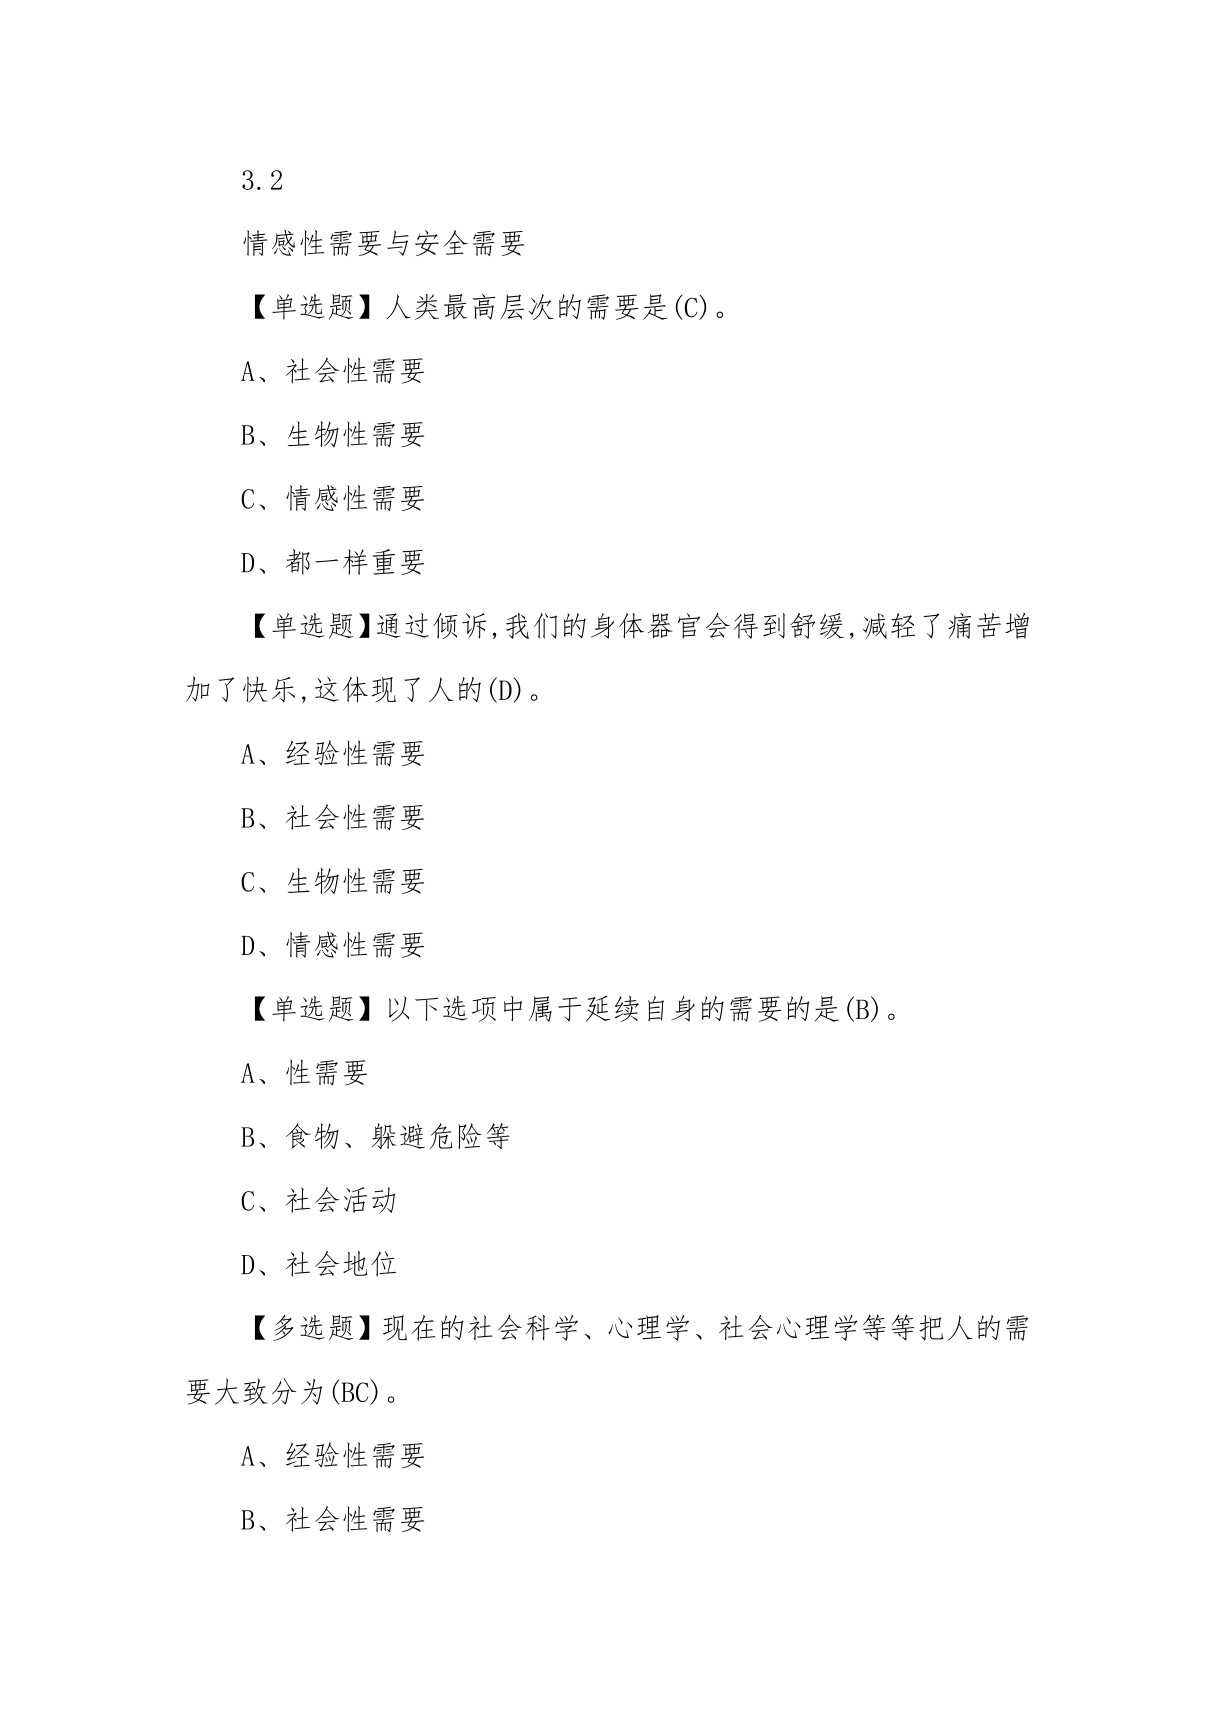 3.2
情感性需要与安全需要
【单选题】人类最高层次的需要是(C)。
A、社会性需要
B、生物性需要
C、情感性需要
D、都一样重要
【单选题】通过倾诉,我们的身体器官会得到舒缓,减轻了痛苦增
加了快乐,这体现了人的(D)。
A、经验性需要
B、社会性需要
C、生物性需要
D、情感性需要
【单选题】以下选项中属于延续自身的需要的是(B)。
A、性需要
B、食物、躲避危险等
C、社会活动
D、社会地位
【多选题】现在的社会科学、心理学、社会心理学等等把人的需
要大致分为(BC)。
A、经验性需要
B、社会性需要